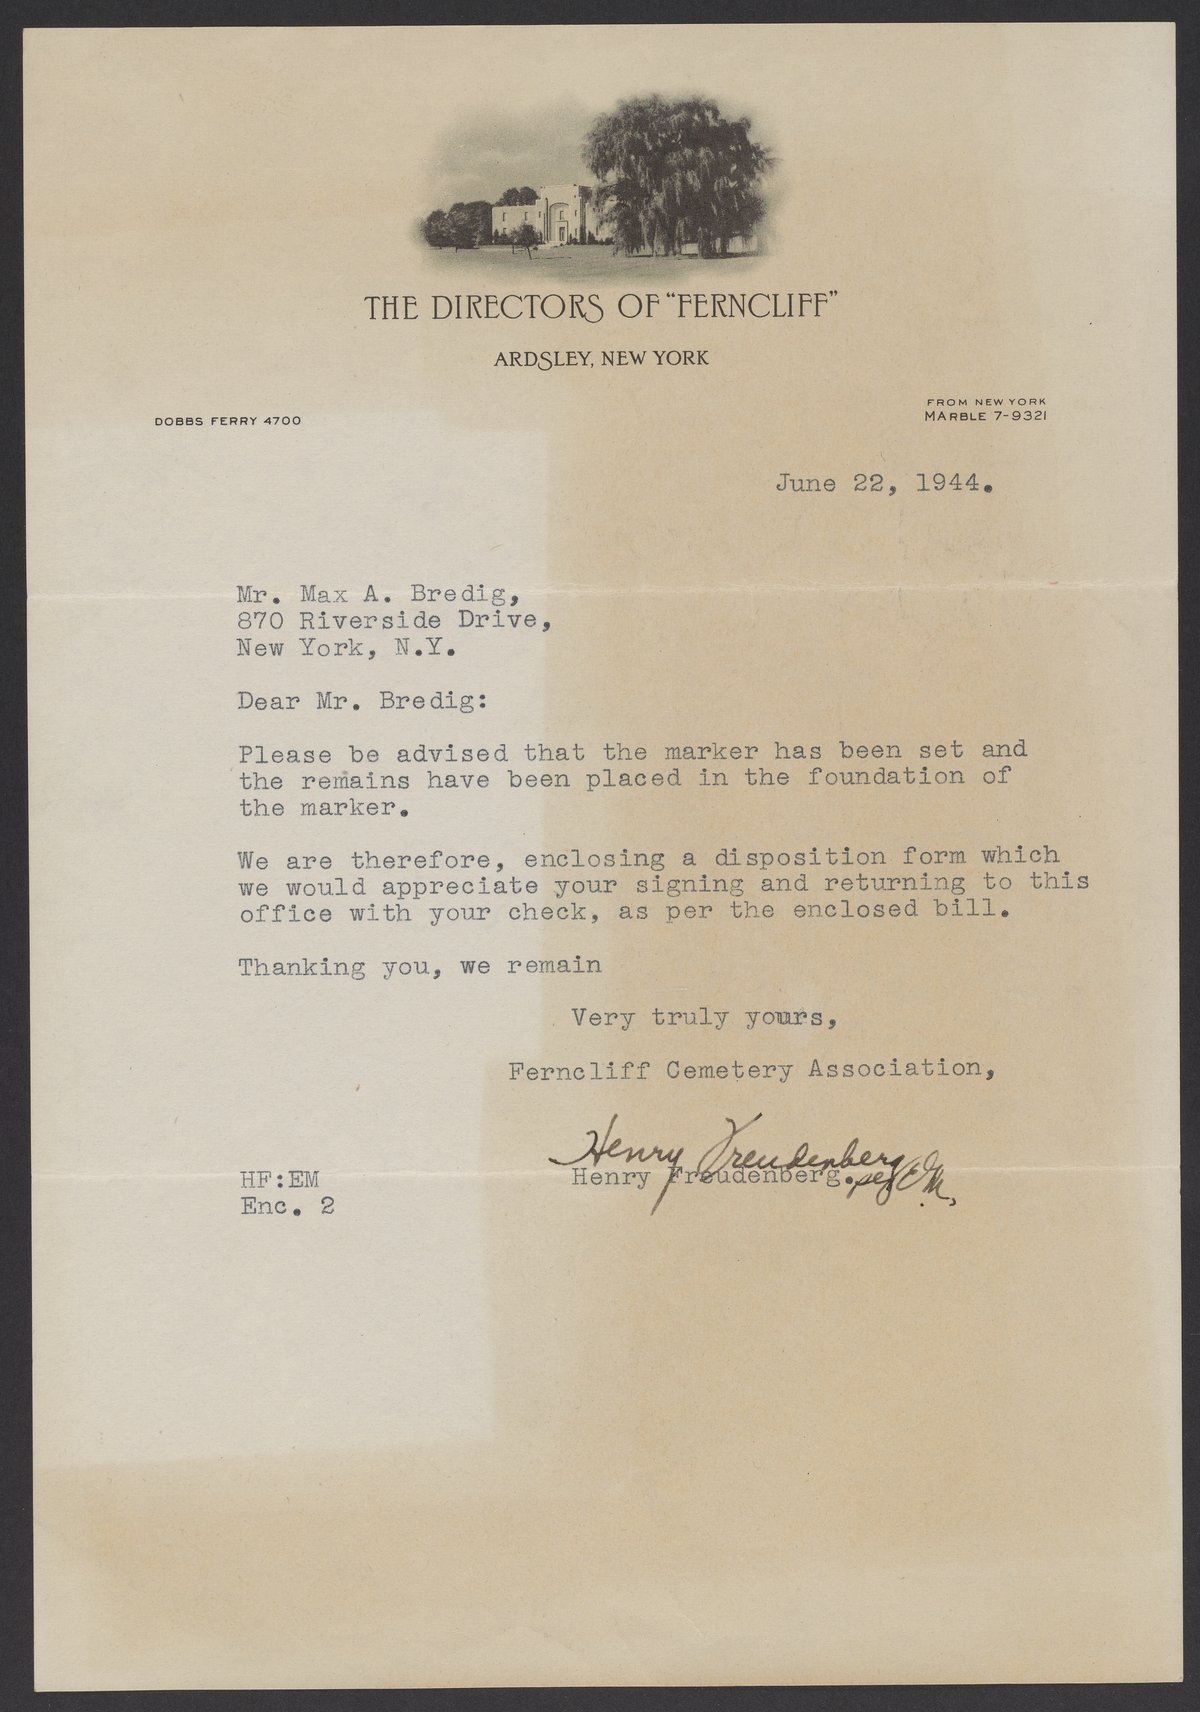 THE DIRECTORS OF "FERNCLIFF"
ARDSLEY, NEW YORK
DOBBS FERRY 4700
FROM NEW YORK
MARBLE 7-9321
June 22, 1944.
Mr. Max A. Bredig,
870 Riverside Drive,
New York, N.Y.
Dear Mr. Bredig:
Please be advised that the marker has been set and
the remains have been placed in the foundation of
the marker.
We are therefore, enclosing a disposition form which
we would appreciate your signing and returning to this
office with your check, as per the enclosed bill.
Thanking you, we remain
Very truly yours,
Ferncliff Cemetery Association,
Henry Freudenberg
Henry Freudenberg. per EM.
HF:EM
Enc. 2